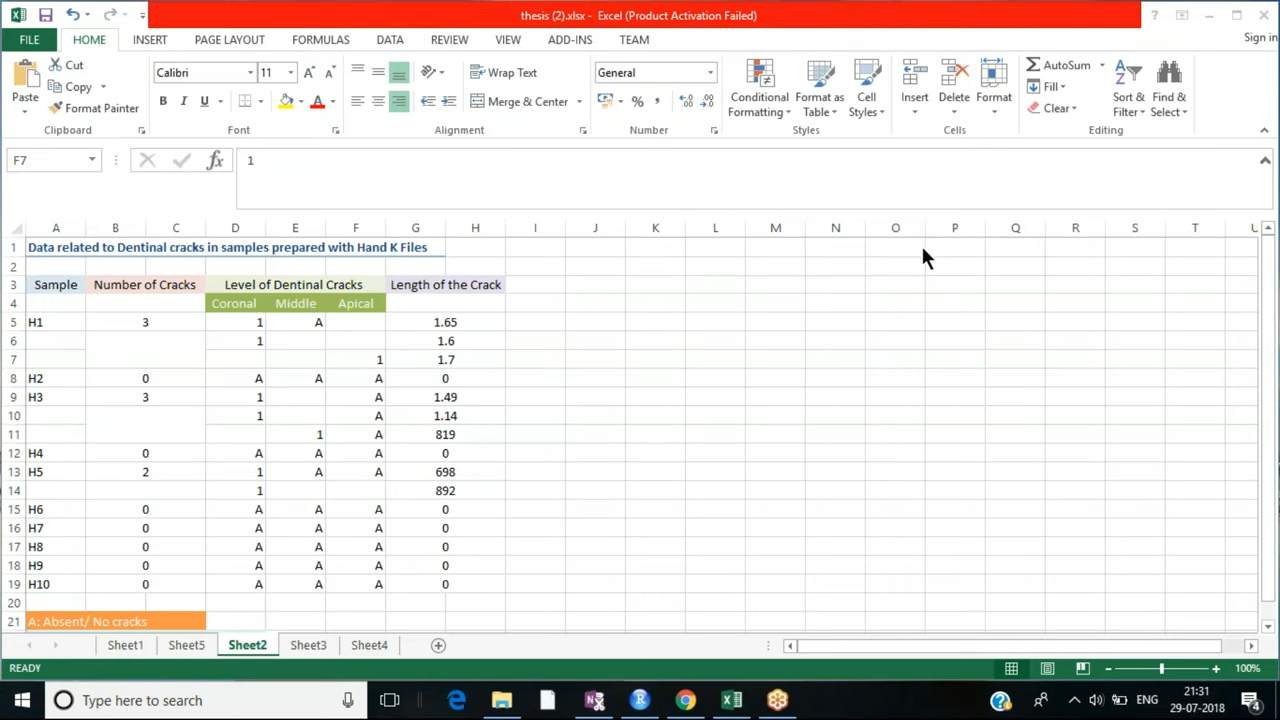 thesis (2).xlsx - Excel (Product Activation Failed)
FILE HOME INSERT PAGE LAYOUT FORMULAS DATA REVIEW VIEW ADD-INS TEAM Sign in
Paste Cut Copy Format Painter
Clipboard
Calibri 11
B I U A
Font
Wrap Text
Merge & Center
Alignment
General
%
Number
Conditional Formatting Format as Table Cell Styles
Styles
Insert Delete Format
Cells
AutoSum Fill Clear Sort & Filter Find & Select
Editing
F7 fx 1
A B C D E F G H I J K L M N O P Q R S T U
1 Data related to Dentinal cracks in samples prepared with Hand K Files
2
3 Sample Number of Cracks Level of Dentinal Cracks Length of the Crack
4 Coronal Middle Apical
5 H1 3 1 A 1.65
6 1 1.6
7 1 1.7
8 H2 0 A A A 0
9 H3 3 1 A 1.49
10 1 A 1.14
11 1 A 819
12 H4 0 A A A 0
13 H5 2 1 A A 698
14 1 892
15 H6 0 A A A 0
16 H7 0 A A A 0
17 H8 0 A A A 0
18 H9 0 A A A 0
19 H10 0 A A A 0
20
21 A: Absent/ No cracks
Sheet1 Sheet5 Sheet2 Sheet3 Sheet4
READY 100%
Type here to search ENG 21:31
29-07-2018 4